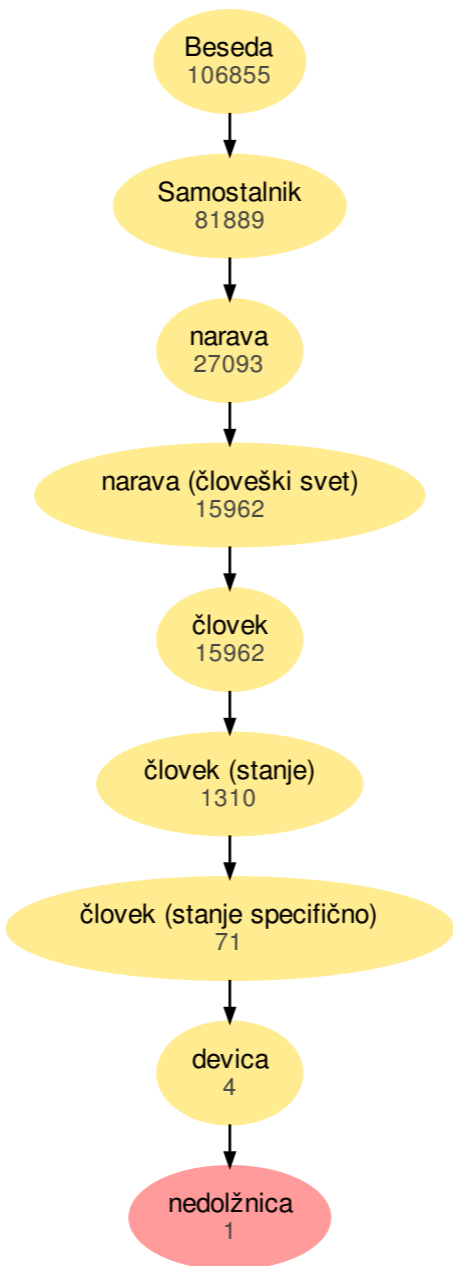 Beseda
106855
Samostalnik
81889
narava
27093
narava (človeški svet)
15962
človek
15962
človek (stanje)
1310
človek (stanje specifično)
71
devica
4
nedolžnica
1